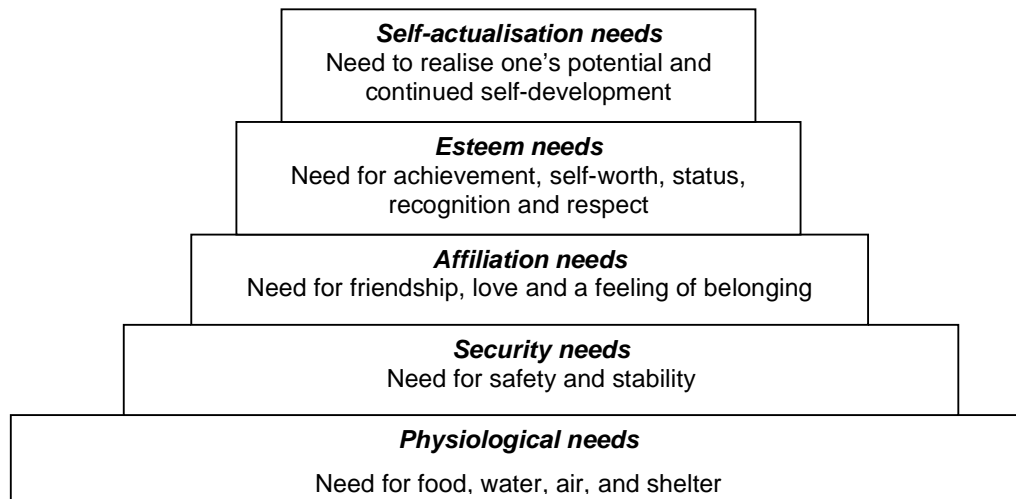 Self-actualisation needs
Need to realise one’s potential and
continued self-development
Esteem needs
Need for achievement, self-worth, status,
recognition and respect
Affiliation needs
Need for friendship, love and a feeling of belonging
Security needs
Need for safety and stability
Physiological needs
Need for food, water, air, and shelter